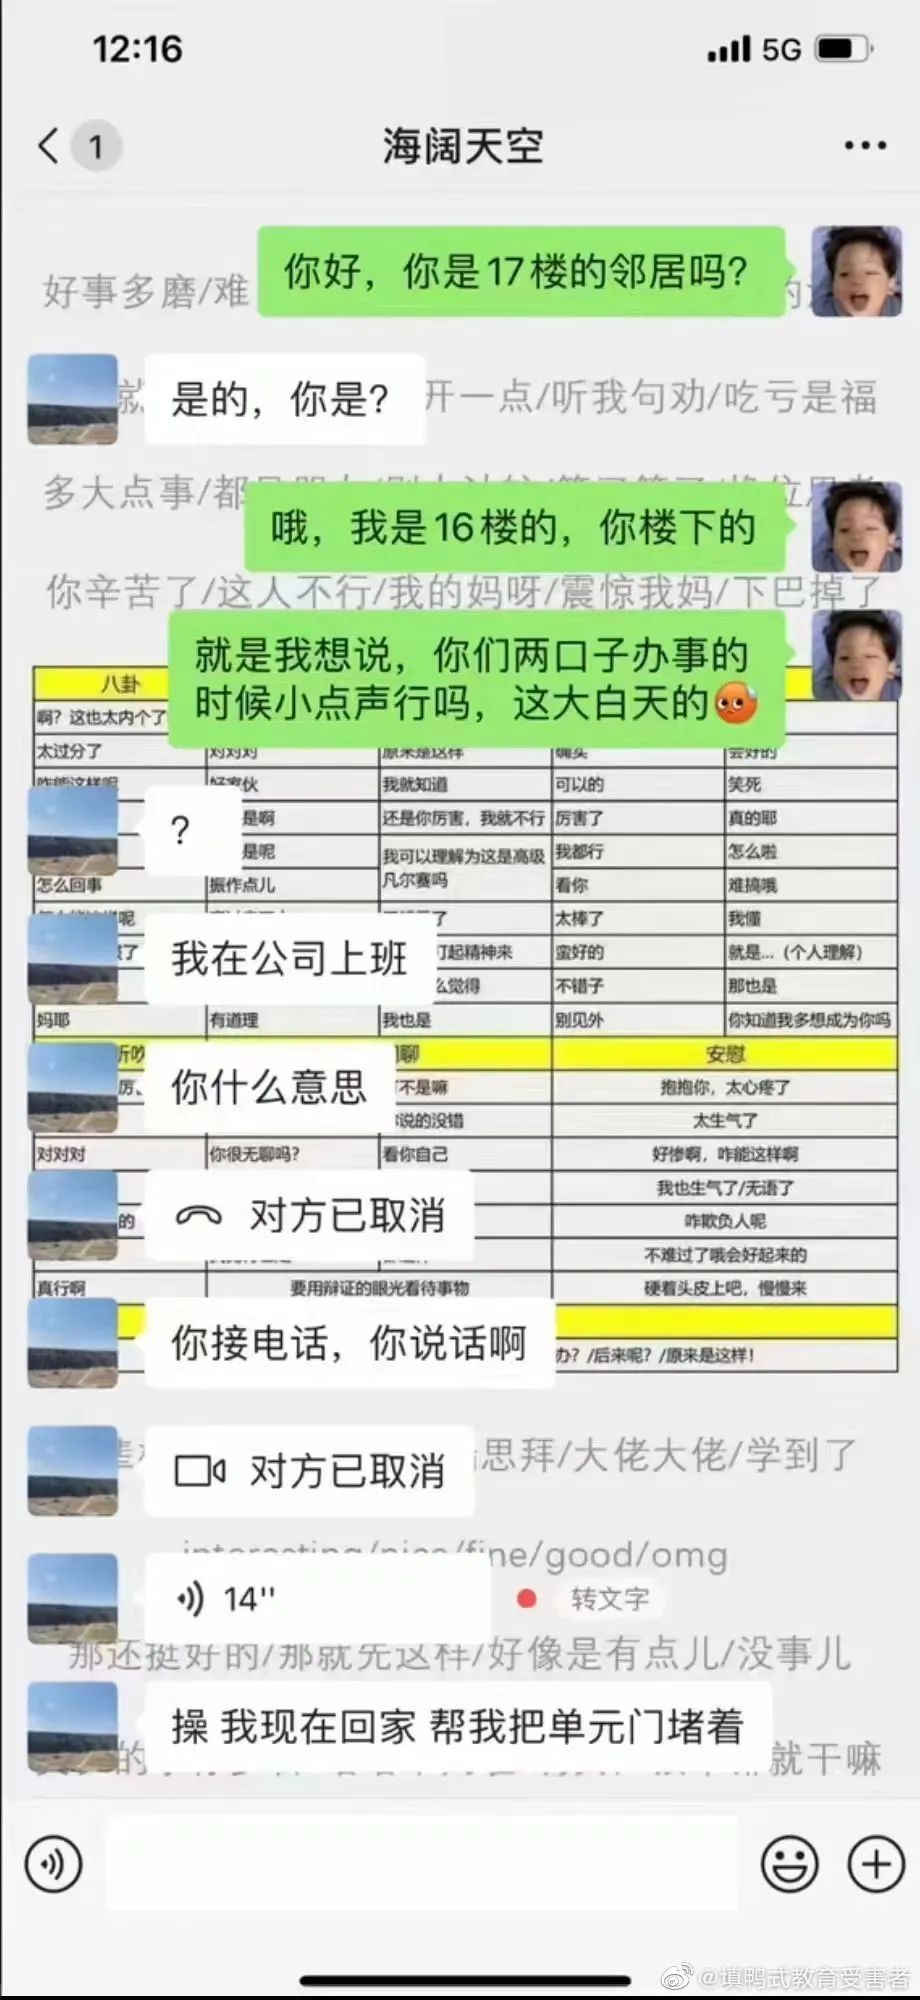 12:16
5G
1
海阔天空
你好，你是17楼的邻居吗？
好事多磨/难
是的，你是？
开一点/听我句劝/吃亏是福
多大点事/都
哦，我是16楼的，你楼下的
你辛苦了/这人不行/我的妈呀/震惊我妈/下巴掉了
就是我想说，你们两口子办事的
时候小点声行吗，这大白天的🥵
八卦
啊？这也太内个了
太过分了 对对对 原来是这样 确实 会好的
咋能这样呢 好家伙 我就知道 可以的 笑死
是啊 还是你厉害，我就不行 厉害了 真的耶
？
是呢 我可以理解为这是高级凡尔赛吗 我都行 怎么啦
怎么回事 振作点儿 看你 难搞哦
呢 了 太棒了 我懂
了 打起精神来 蛮好的 就是...（个人理解）
我在公司上班
么觉得 不错子 那也是
妈耶 有道理 我也是 别见外 你知道我多想成为你吗
聊 安慰
不是嘛 抱抱你，太心疼了
你什么意思
说的没错 太生气了
对对对 你很无聊吗？ 看你自己 好惨啊，咋能这样啊
我也生气了/无语了
对方已取消
的 咋欺负人呢
不难过了哦会好起来的
真行啊 要用辩证的眼光看待事物 硬着头皮上吧，慢慢来
你接电话，你说话啊
办？/后来呢？/原来是这样！
对方已取消
思拜/大佬大佬/学到了
interesting/nice/fine/good/omg
14''
转文字
那还挺好的/那就先这样/好像是有点儿/没事儿
操 我现在回家 帮我把单元门堵着
就干嘛
@填鸭式教育受害者